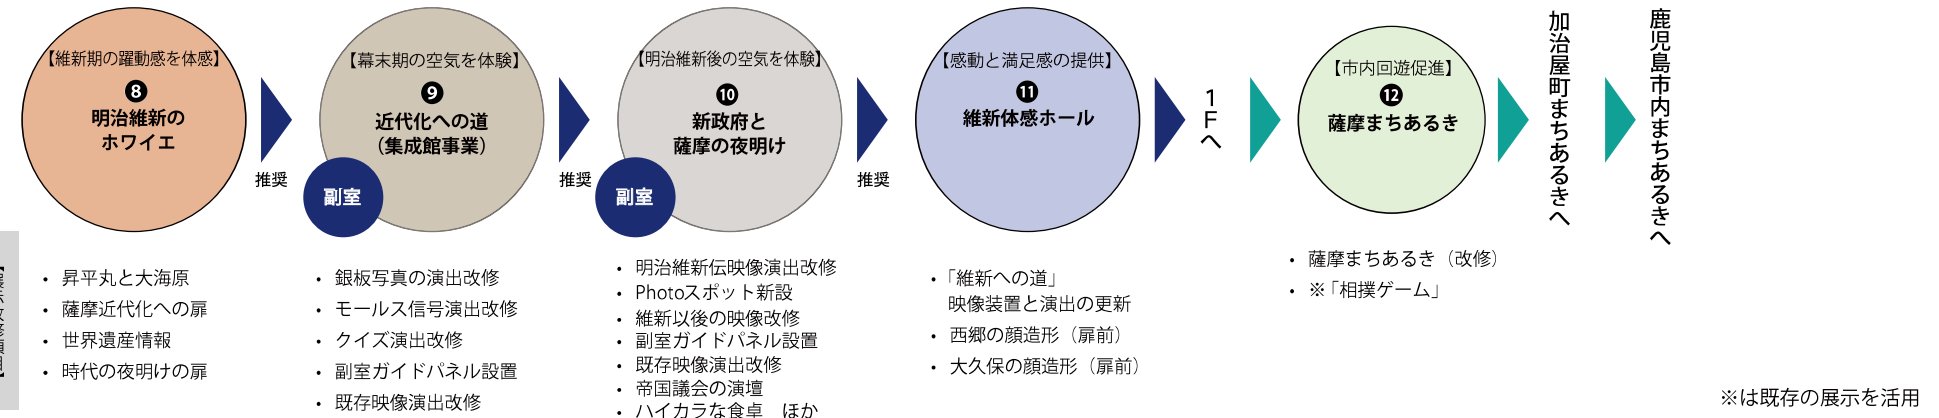 【維新期の躍動感を体感】
❽
明治維新の
ホワイエ
推奨
・昇平丸と大海原
・薩摩近代化への扉
・世界遺産情報
・時代の夜明けの扉
【幕末期の空気を体験】
❾
近代化への道
（集成館事業）
副室
推奨
・銀板写真の演出改修
・モールス信号演出改修
・クイズ演出改修
・副室ガイドパネル設置
・既存映像演出改修
【明治維新後の空気を体験】
❿
新政府と
薩摩の夜明け
副室
推奨
・明治維新伝映像演出改修
・Photoスポット新設
・維新以後の映像改修
・副室ガイドパネル設置
・既存映像演出改修
・帝国議会の演壇
・ハイカラな食卓　ほか
【感動と満足感の提供】
⓫
維新体感ホール
・「維新への道」
映像装置と演出の更新
・西郷の顔造形（扉前）
・大久保の顔造形（扉前）
1Fへ
【市内回遊促進】
⓬
薩摩まちあるき
・薩摩まちあるき（改修）
・※「相撲ゲーム」
加治屋町まちあるきへ
鹿児島市内まちあるきへ
※は既存の展示を活用